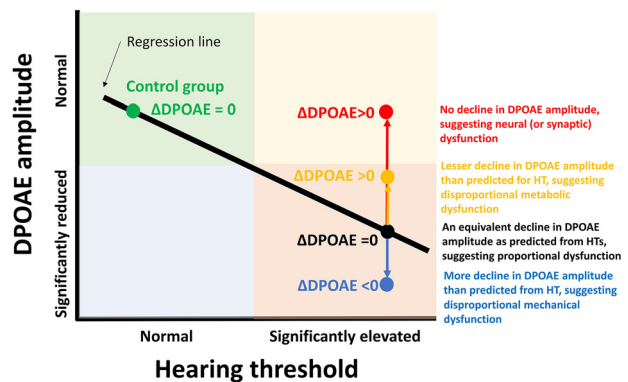 Regression line
Control group
ΔDPOAE = 0
ΔDPOAE>0
ΔDPOAE >0
ΔDPOAE =0
ΔDPOAE <0
No decline in DPOAE amplitude,
suggesting neural (or synaptic)
dysfunction
Lesser decline in DPOAE amplitude
than predicted for HT, suggesting
disproportional metabolic
dysfunction
An equivalent decline in DPOAE
amplitude as predicted from HTs,
suggesting proportional dysfunction
More decline in DPOAE amplitude
than predicted from HT, suggesting
disproportional mechanical
dysfunction
DPOAE amplitude
Normal
Significantly reduced
Normal
Significantly elevated
Hearing threshold